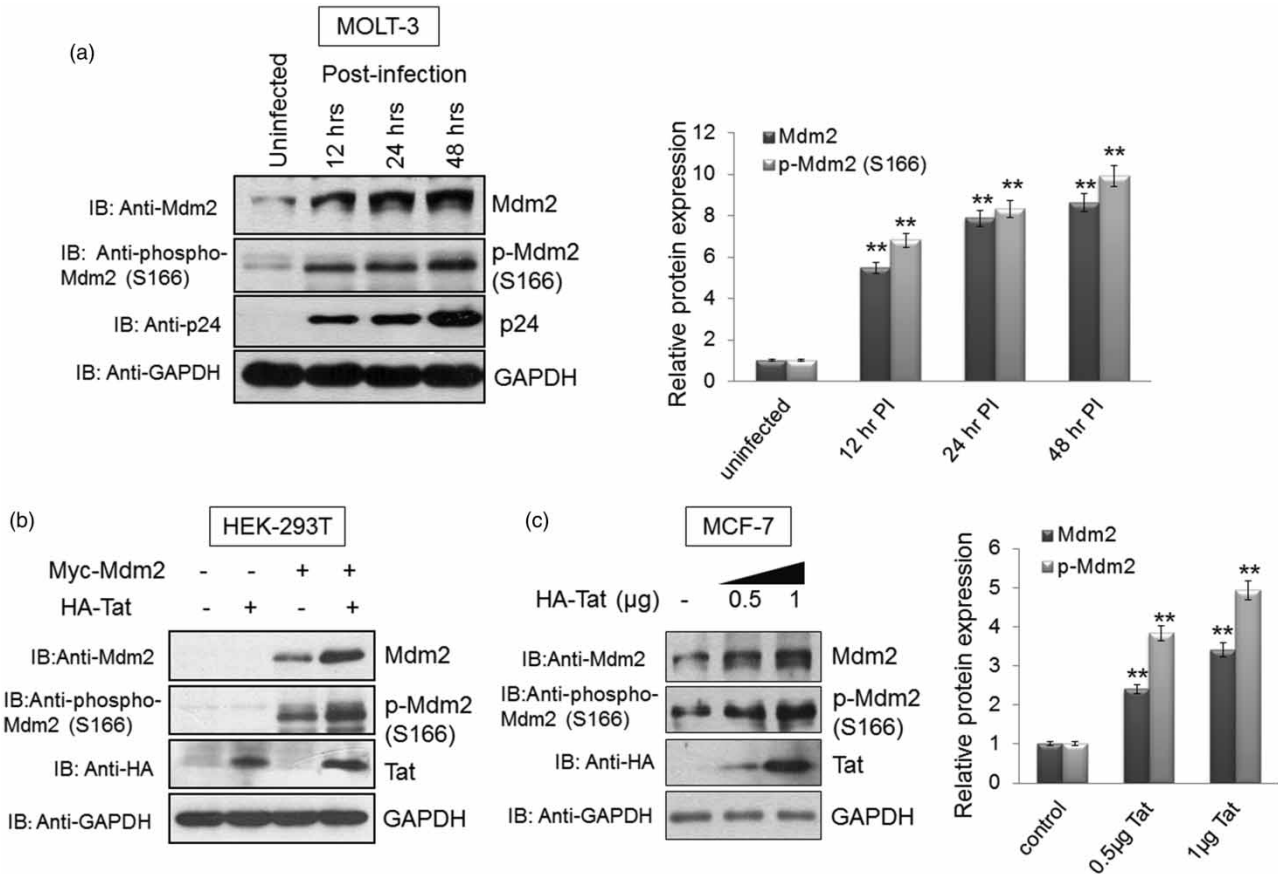 (a)
MOLT-3
Post-infection
Uninfected
12 hrs
24 hrs
48 hrs
IB: Anti-Mdm2
Mdm2
IB: Anti-phospho-
Mdm2 (S166)
p-Mdm2
(S166)
IB: Anti-p24
p24
IB: Anti-GAPDH
GAPDH
Relative protein expression
12
10
8
6
4
2
0
Mdm2
p-Mdm2 (S166)
** **
** **
** **
uninfected
12 hr PI
24 hr PI
48 hr PI
(b)
HEK-293T
Myc-Mdm2 - - + +
HA-Tat - + - +
IB:Anti-Mdm2
Mdm2
IB:Anti-phospho-
Mdm2 (S166)
p-Mdm2
(S166)
IB: Anti-HA
Tat
IB: Anti-GAPDH
GAPDH
(c)
MCF-7
HA-Tat (µg) - 0.5 1
IB:Anti-Mdm2
Mdm2
IB:Anti-phospho-
Mdm2 (S166)
p-Mdm2
(S166)
IB: Anti-HA
Tat
IB: Anti-GAPDH
GAPDH
Relative protein expression
6
5
4
3
2
1
0
Mdm2
p-Mdm2
** **
** **
control
0.5µg Tat
1µg Tat